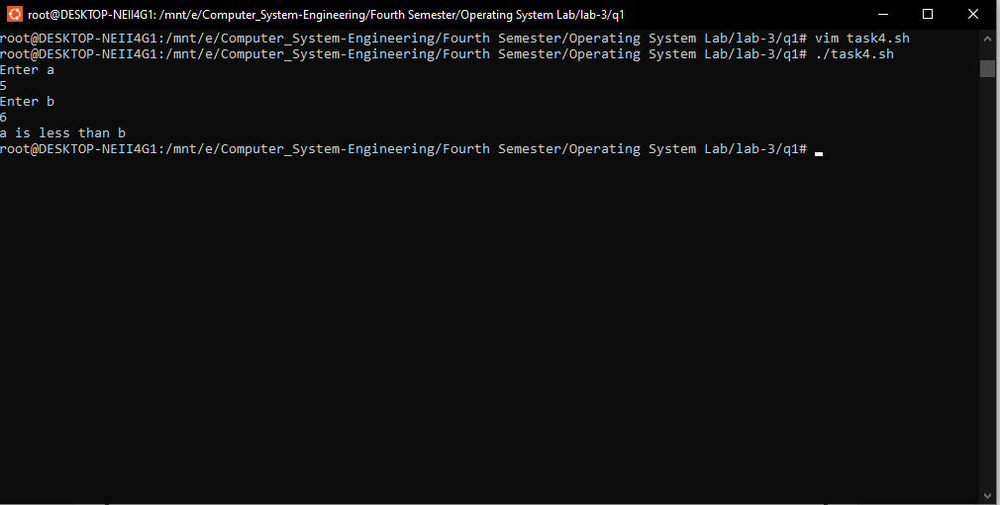 root@DESKTOP-NEII4G1: /mnt/e/Computer_System-Engineering/Fourth Semester/Operating System Lab/lab-3/q1
root@DESKTOP-NEII4G1:/mnt/e/Computer_System-Engineering/Fourth Semester/Operating System Lab/lab-3/q1# vim task4.sh
root@DESKTOP-NEII4G1:/mnt/e/Computer_System-Engineering/Fourth Semester/Operating System Lab/lab-3/q1# ./task4.sh
Enter a
5
Enter b
6
a is less than b
root@DESKTOP-NEII4G1:/mnt/e/Computer_System-Engineering/Fourth Semester/Operating System Lab/lab-3/q1#